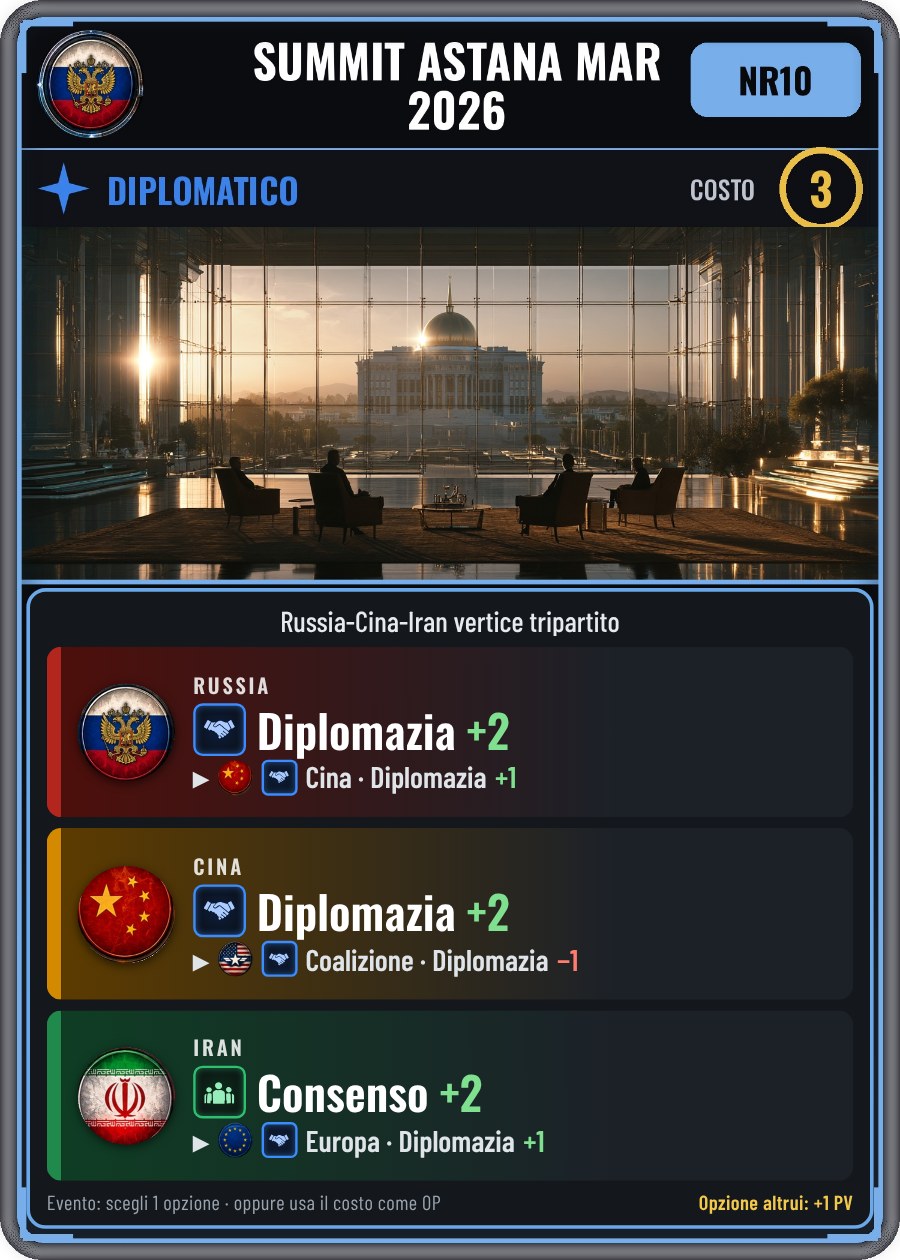 SUMMIT ASTANA MAR
2026
NR10
DIPLOMATICO
COSTO
3
Russia-Cina-Iran vertice tripartito
RUSSIA
Diplomazia +2
▶ Cina · Diplomazia +1
CINA
Diplomazia +2
▶ Coalizione · Diplomazia −1
IRAN
Consenso +2
▶ Europa · Diplomazia +1
Evento: scegli 1 opzione · oppure usa il costo come OP
Opzione altrui: +1 PV